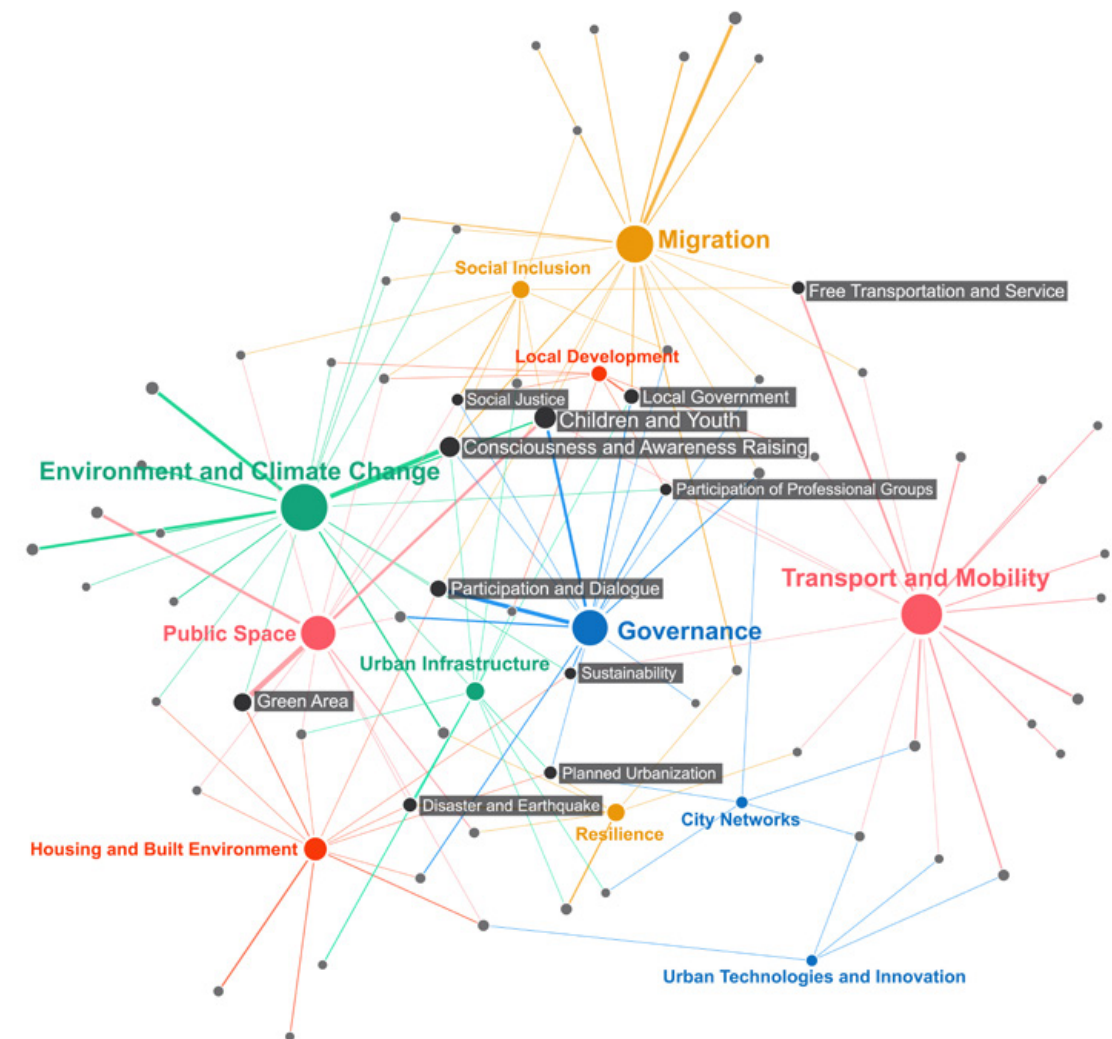 Migration
Social Inclusion
Free Transportation and Service
Local Development
Social Justice
Local Government
Children and Youth
Consciousness and Awareness Raising
Environment and Climate Change
Participation of Professional Groups
Transport and Mobility
Participation and Dialogue
Public Space
Governance
Urban Infrastructure
Sustainability
Green Area
Planned Urbanization
Disaster and Earthquake
City Networks
Resilience
Housing and Built Environment
Urban Technologies and Innovation